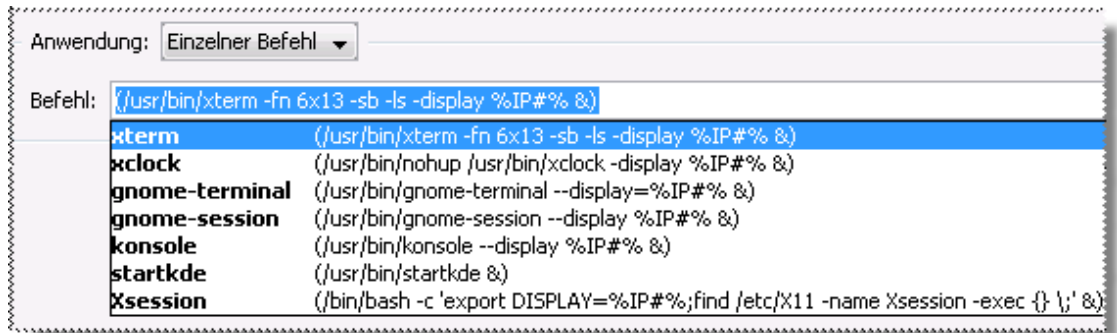 Anwendung: Einzelner Befehl
Befehl: (/usr/bin/xterm -fn 6x13 -sb -ls -display %IP#% &)
xterm (/usr/bin/xterm -fn 6x13 -sb -ls -display %IP#% &)
xclock (/usr/bin/nohup /usr/bin/xclock -display %IP#% &)
gnome-terminal (/usr/bin/gnome-terminal --display=%IP#% &)
gnome-session (/usr/bin/gnome-session --display %IP#% &)
konsole (/usr/bin/konsole --display %IP#% &)
startkde (/usr/bin/startkde &)
Xsession (/bin/bash -c 'export DISPLAY=%IP#%;find /etc/X11 -name Xsession -exec {} \;' &)